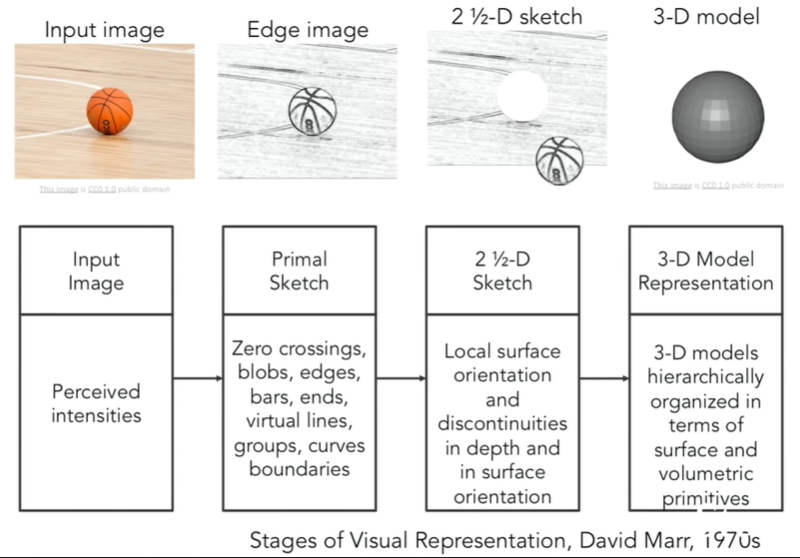 Input image
Edge image
2 ½-D sketch
3-D model
This image is CC0 1.0 public domain
This image is CC0 1.0 public domain
Input
Image
Perceived
intensities
Primal
Sketch
Zero crossings,
blobs, edges,
bars, ends,
virtual lines,
groups, curves
boundaries
2 ½-D
Sketch
Local surface
orientation
and
discontinuities
in depth and
in surface
orientation
3-D Model
Representation
3-D models
hierarchically
organized in
terms of
surface and
volumetric
primitives
Stages of Visual Representation, David Marr, 1970s